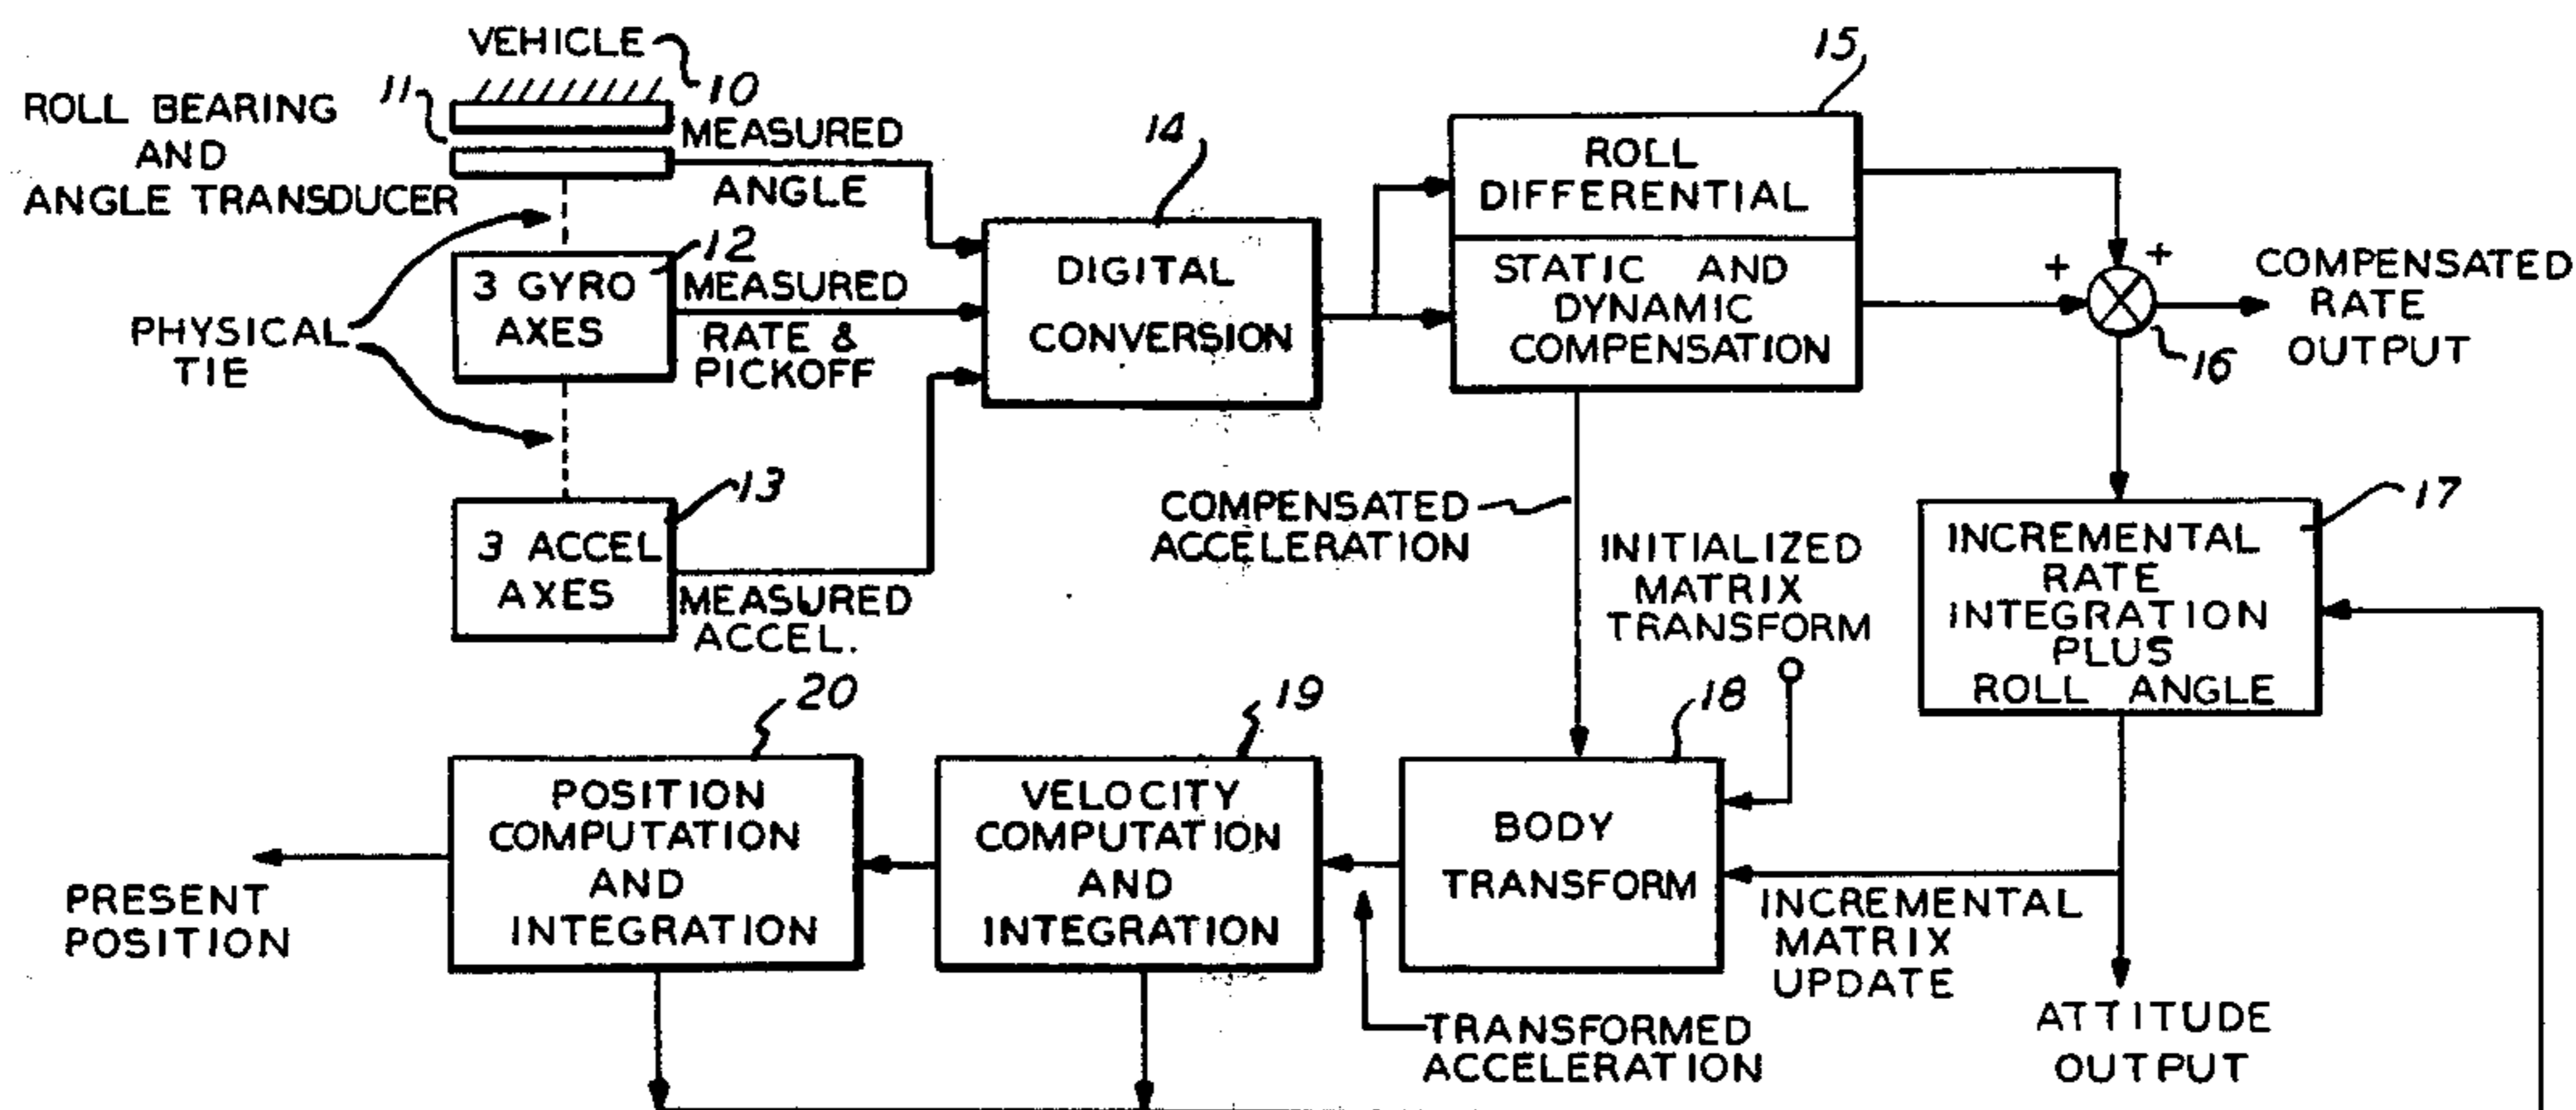 VEHICLE
10
11
ROLL BEARING
AND
ANGLE TRANSDUCER
MEASURED
ANGLE
PHYSICAL
TIE
12
3 GYRO
AXES
MEASURED
RATE &
PICKOFF
13
3 ACCEL
AXES
MEASURED
ACCEL.
14
DIGITAL
CONVERSION
15
ROLL
DIFFERENTIAL
STATIC AND
DYNAMIC
COMPENSATION
+
+
16
COMPENSATED
RATE
OUTPUT
COMPENSATED
ACCELERATION
INITIALIZED
MATRIX
TRANSFORM
17
INCREMENTAL
RATE
INTEGRATION
PLUS
ROLL ANGLE
18
BODY
TRANSFORM
19
VELOCITY
COMPUTATION
AND
INTEGRATION
20
POSITION
COMPUTATION
AND
INTEGRATION
PRESENT
POSITION
TRANSFORMED
ACCELERATION
INCREMENTAL
MATRIX
UPDATE
ATTITUDE
OUTPUT